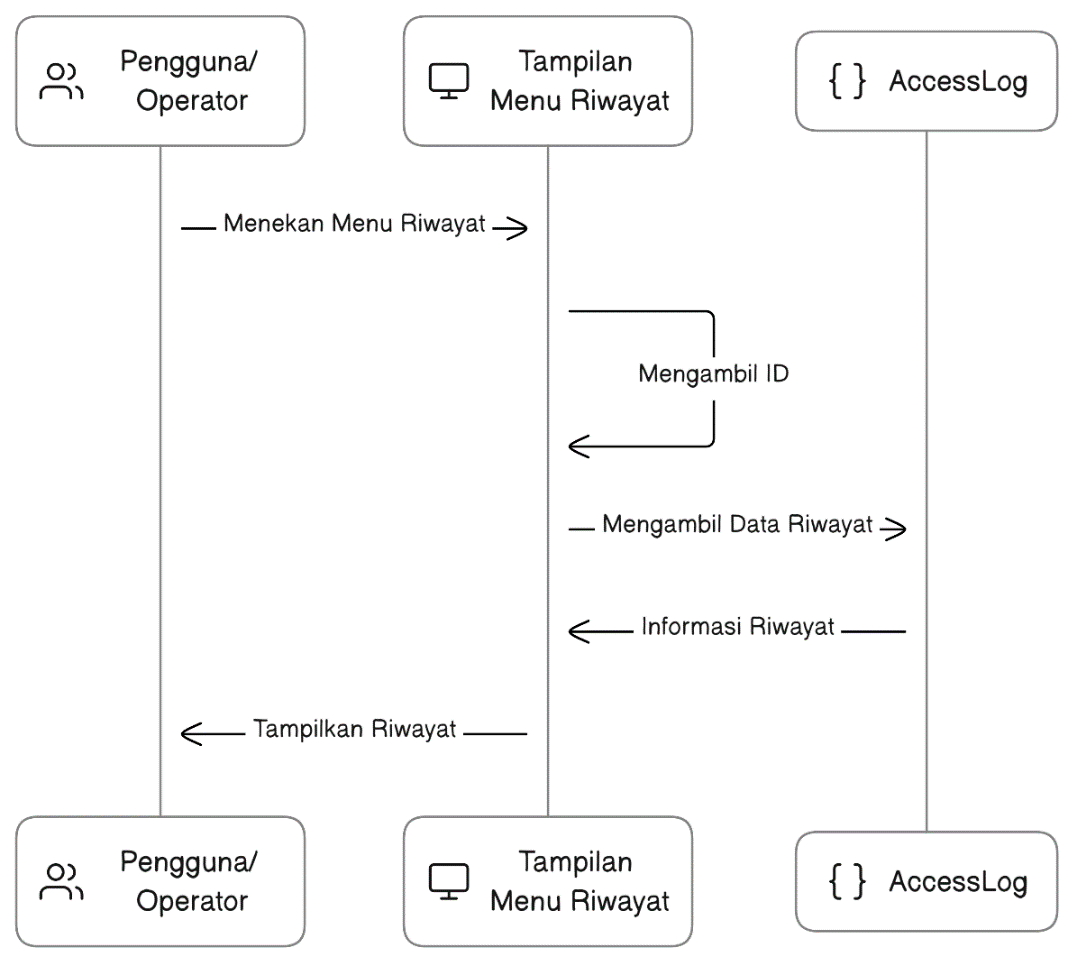 Pengguna/
Operator
Tampilan
Menu Riwayat
{ } AccessLog
Menekan Menu Riwayat
Mengambil ID
Mengambil Data Riwayat
Informasi Riwayat
Tampilkan Riwayat
Pengguna/
Operator
Tampilan
Menu Riwayat
{ } AccessLog